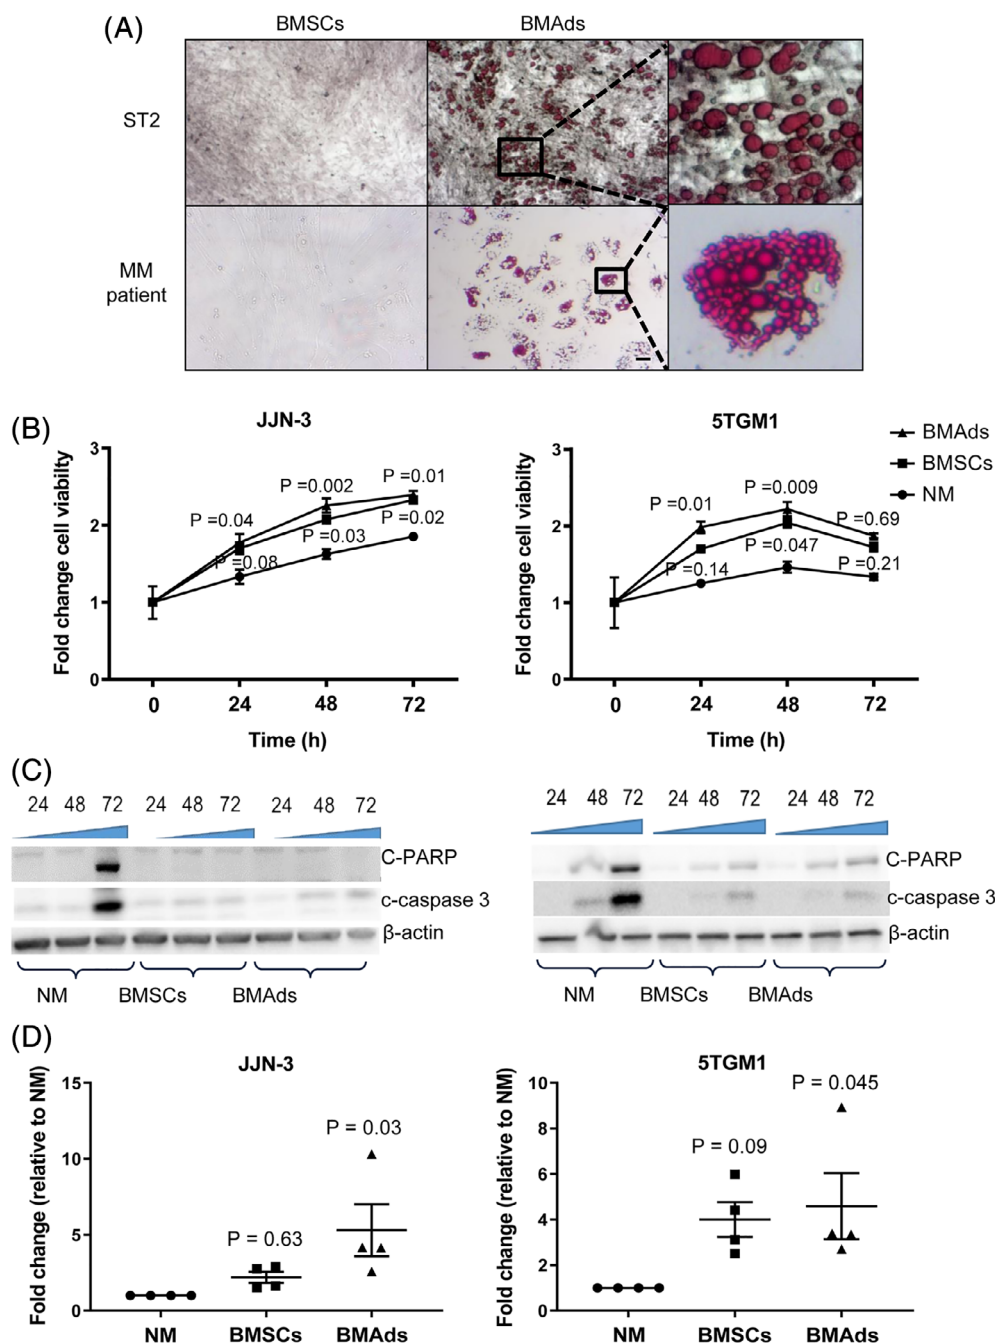 (A)
BMSCs BMAds
ST2
MM
patient
(B)
JJN-3
Fold change cell viabilty
3
2
1
0
P =0.04
P =0.002
P =0.01
P =0.08
P =0.03
P =0.02
0 24 48 72
Time (h)
5TGM1
Fold change cell viabilty
3
2
1
0
P =0.01
P =0.009
P =0.69
P =0.14
P =0.047
P =0.21
0 24 48 72
Time (h)
BMAds
BMSCs
NM
(C)
24 48 72 24 48 72 24 48 72
C-PARP
c-caspase 3
β-actin
NM BMSCs BMAds
24 48 72 24 48 72 24 48 72
C-PARP
c-caspase 3
β-actin
NM BMSCs BMAds
(D)
JJN-3
Fold change (relative to NM)
15
10
5
0
P = 0.63
P = 0.03
NM BMSCs BMAds
5TGM1
Fold change (relative to NM)
10
8
6
4
2
0
P = 0.09
P = 0.045
NM BMSCs BMAds